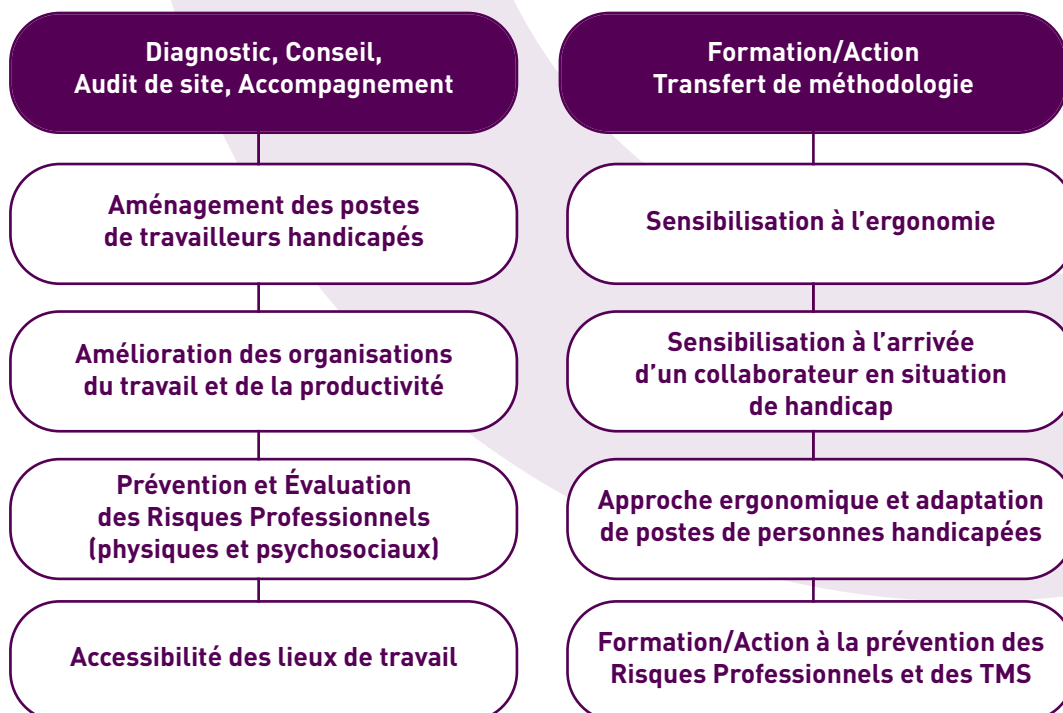 Diagnostic, Conseil,
Audit de site, Accompagnement
Aménagement des postes
de travailleurs handicapés
Amélioration des organisations
du travail et de la productivité
Prévention et Évaluation
des Risques Professionnels
(physiques et psychosociaux)
Accessibilité des lieux de travail
Formation/Action
Transfert de méthodologie
Sensibilisation à l’ergonomie
Sensibilisation à l’arrivée
d’un collaborateur en situation
de handicap
Approche ergonomique et adaptation
de postes de personnes handicapées
Formation/Action à la prévention des
Risques Professionnels et des TMS